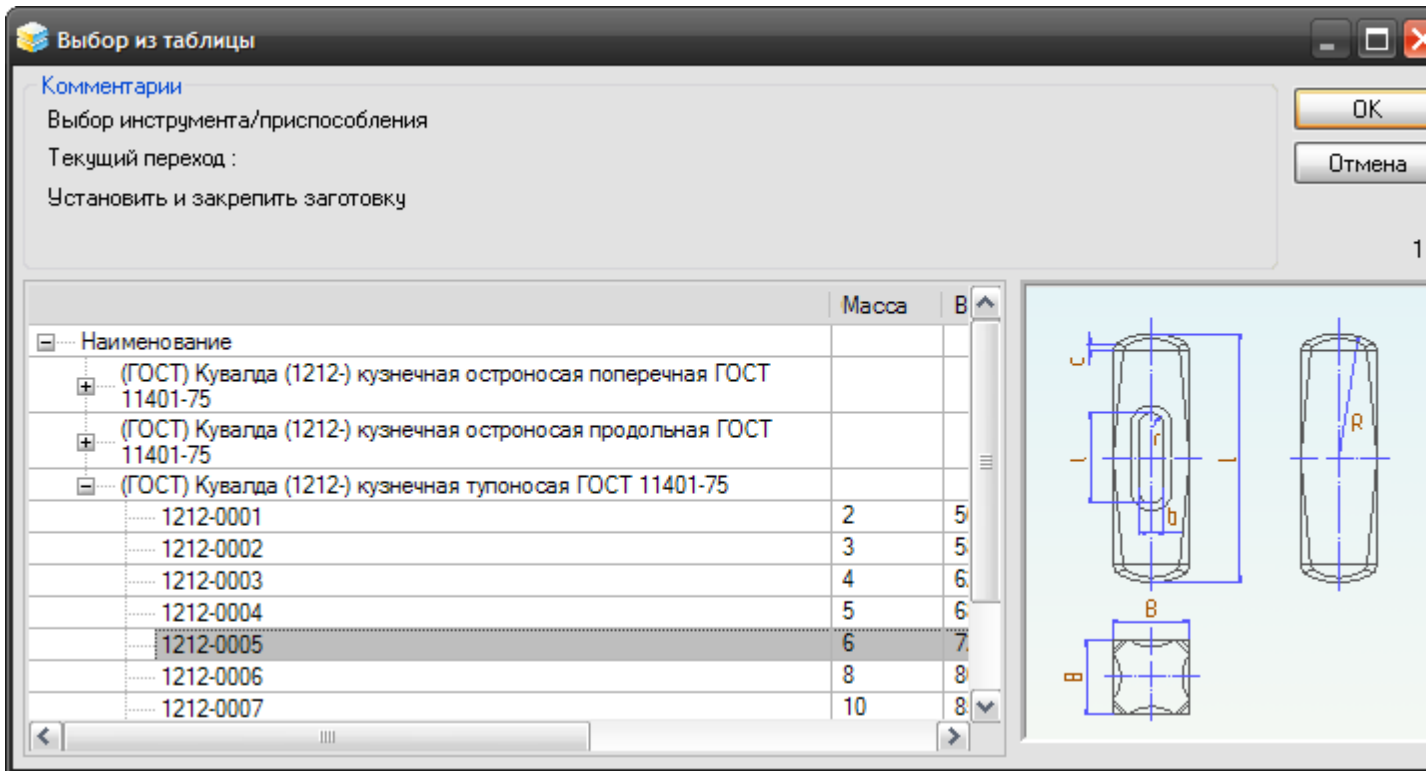 Выбор из таблицы
Комментарии
Выбор инструмента/приспособления
Текущий переход :
Установить и закрепить заготовку
OK
Отмена
1
Масса B
Наименование
(ГОСТ) Кувалда (1212-) кузнечная остроносая поперечная ГОСТ
11401-75
(ГОСТ) Кувалда (1212-) кузнечная остроносая продольная ГОСТ
11401-75
(ГОСТ) Кувалда (1212-) кузнечная тупоносая ГОСТ 11401-75
1212-0001 2
1212-0002 3
1212-0003 4
1212-0004 5
1212-0005 6
1212-0006 8
1212-0007 10
c
R
r
l
b
B
B